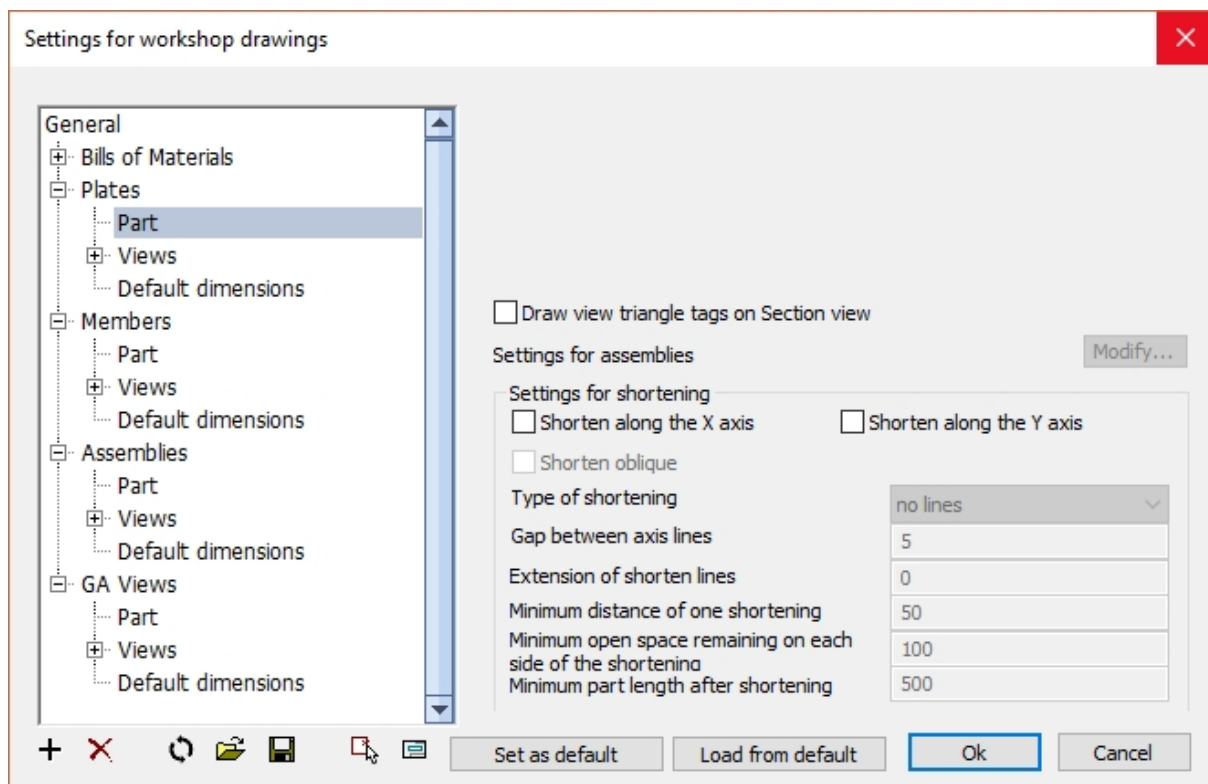 Settings for workshop drawings
General
Bills of Materials
Plates
Part
Views
Default dimensions
Members
Part
Views
Default dimensions
Assemblies
Part
Views
Default dimensions
GA Views
Part
Views
Default dimensions
Draw view triangle tags on Section view
Settings for assemblies
Modify...
Settings for shortening
Shorten along the X axis
Shorten along the Y axis
Shorten oblique
Type of shortening
no lines
Gap between axis lines
5
Extension of shorten lines
0
Minimum distance of one shortening
50
Minimum open space remaining on each
side of the shortening
100
Minimum part length after shortening
500
Set as default
Load from default
Ok
Cancel